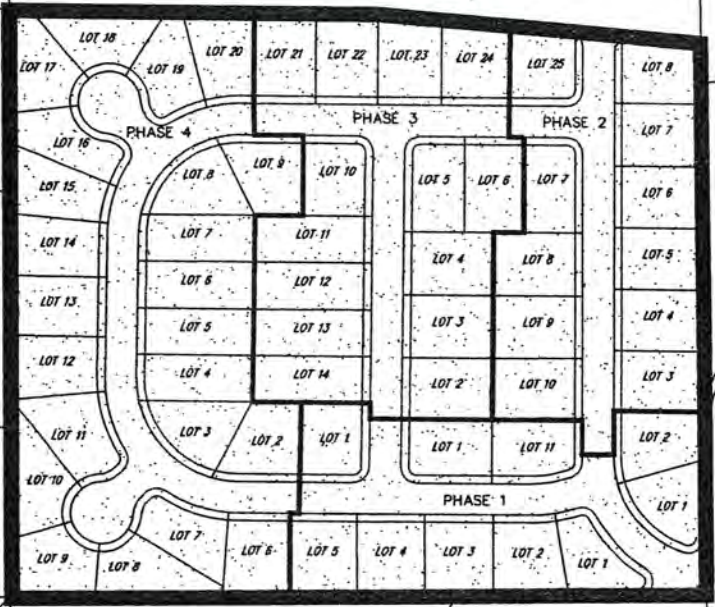 LOT 18
LOT 20
LOT 21
LOT 22
LOT 23
LOT 24
LOT 25
LOT 17
LOT 19
LOT 8
PHASE 4
PHASE 3
PHASE 2
LOT 7
LOT 16
LOT 8
LOT 9
LOT 10
LOT 5
LOT 6
LOT 7
LOT 15
LOT 6
LOT 14
LOT 7
LOT 11
LOT 4
LOT 8
LOT 5
LOT 13
LOT 6
LOT 12
LOT 5
LOT 13
LOT 3
LOT 9
LOT 4
LOT 12
LOT 4
LOT 14
LOT 2
LOT 10
LOT 3
LOT 11
LOT 3
LOT 2
LOT 1
LOT 1
LOT 11
LOT 2
LOT 10
PHASE 1
LOT 1
LOT 9
LOT 8
LOT 7
LOT 6
LOT 5
LOT 4
LOT 3
LOT 2
LOT 1